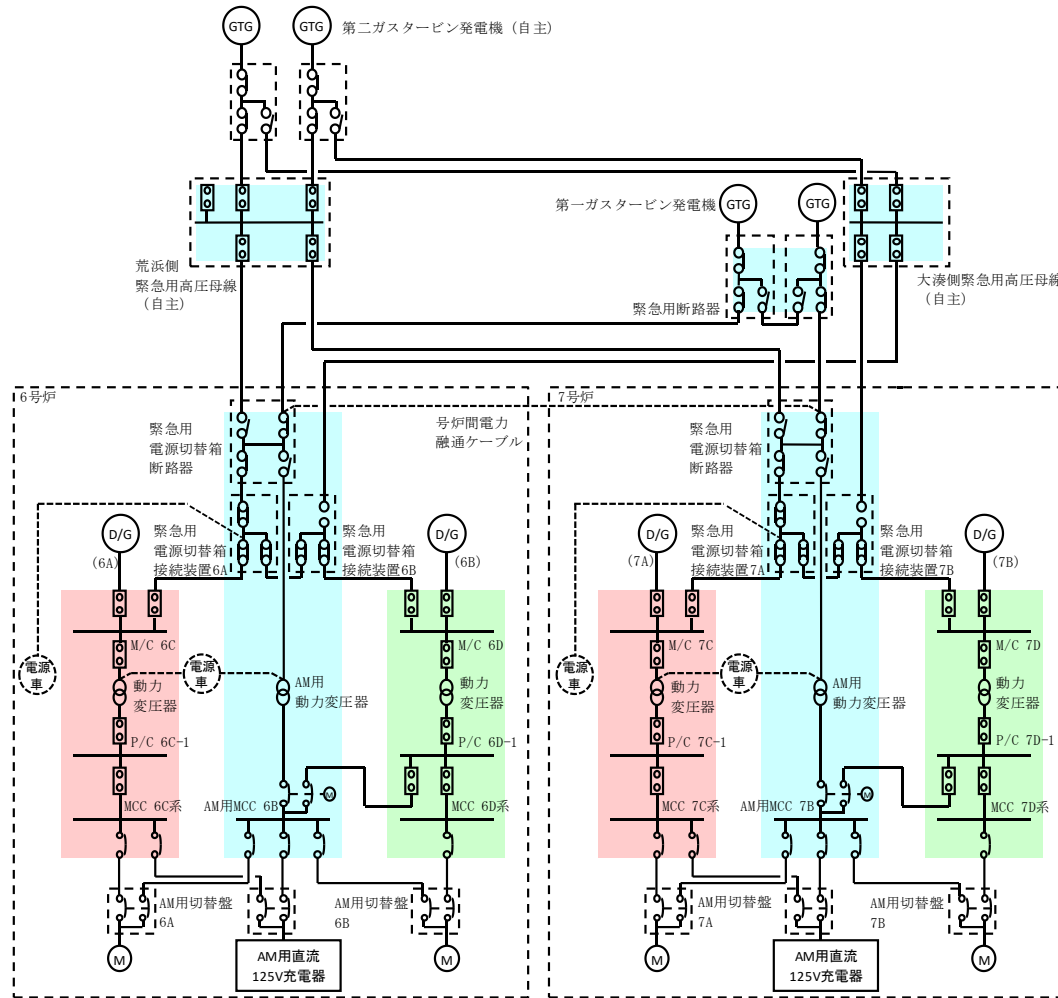 GTG
GTG
第二ガスタービン発電機（自主）
荒浜側
緊急用高圧母線
（自主）
第一ガスタービン発電機
GTG
GTG
緊急用断路器
大湊側緊急用高圧母線
（自主）
6号炉
緊急用
電源切替箱
断路器
号炉間電力
融通ケーブル
D/G
(6A)
緊急用
電源切替箱
接続装置6A
緊急用
電源切替箱
接続装置6B
D/G
(6B)
M/C 6C
M/C 6D
電源
車
電源
車
動力
変圧器
AM用
動力変圧器
動力
変圧器
P/C 6C-1
P/C 6D-1
MCC 6C系
AM用MCC 6B
M
MCC 6D系
AM用切替盤
6A
AM用切替盤
6B
M
AM用直流
125V充電器
M
7号炉
緊急用
電源切替箱
断路器
D/G
(7A)
緊急用
電源切替箱
接続装置7A
緊急用
電源切替箱
接続装置7B
D/G
(7B)
M/C 7C
M/C 7D
電源
車
電源
車
動力
変圧器
AM用
動力変圧器
動力
変圧器
P/C 7C-1
P/C 7D-1
MCC 7C系
AM用MCC 7B
M
MCC 7D系
AM用切替盤
7A
AM用切替盤
7B
M
AM用直流
125V充電器
M